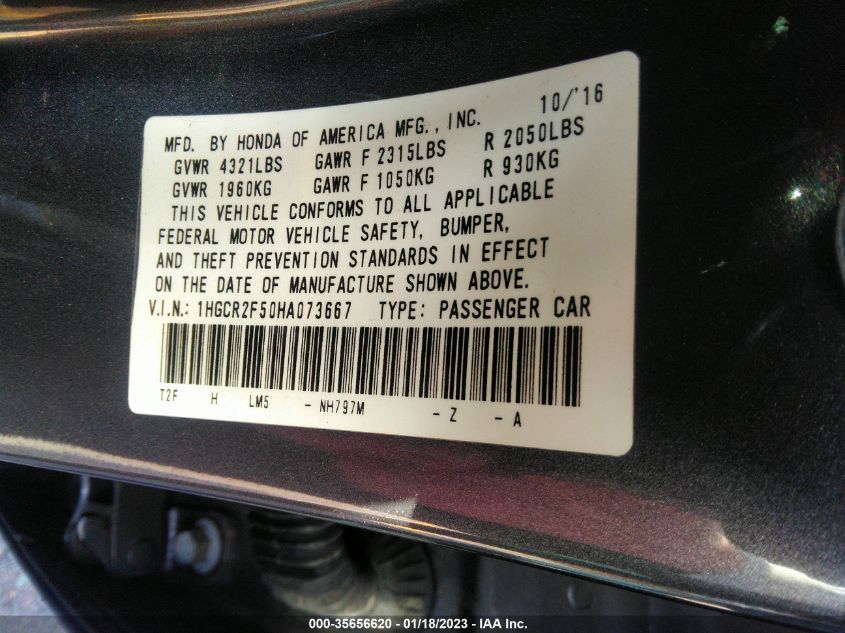 10/'16
MFD. BY HONDA OF AMERICA MFG., INC.
GVWR 4321LBS GAWR F 2315LBS R 2050LBS
GVWR 1960KG GAWR F 1050KG R 930KG
THIS VEHICLE CONFORMS TO ALL APPLICABLE
FEDERAL MOTOR VEHICLE SAFETY, BUMPER,
AND THEFT PREVENTION STANDARDS IN EFFECT
ON THE DATE OF MANUFACTURE SHOWN ABOVE.
V.I.N.: 1HGCR2F50HA073667 TYPE: PASSENGER CAR
T2F H LM5 - NH797M - Z - A
000-35656620 / 01/18/2023 - IAA Inc.